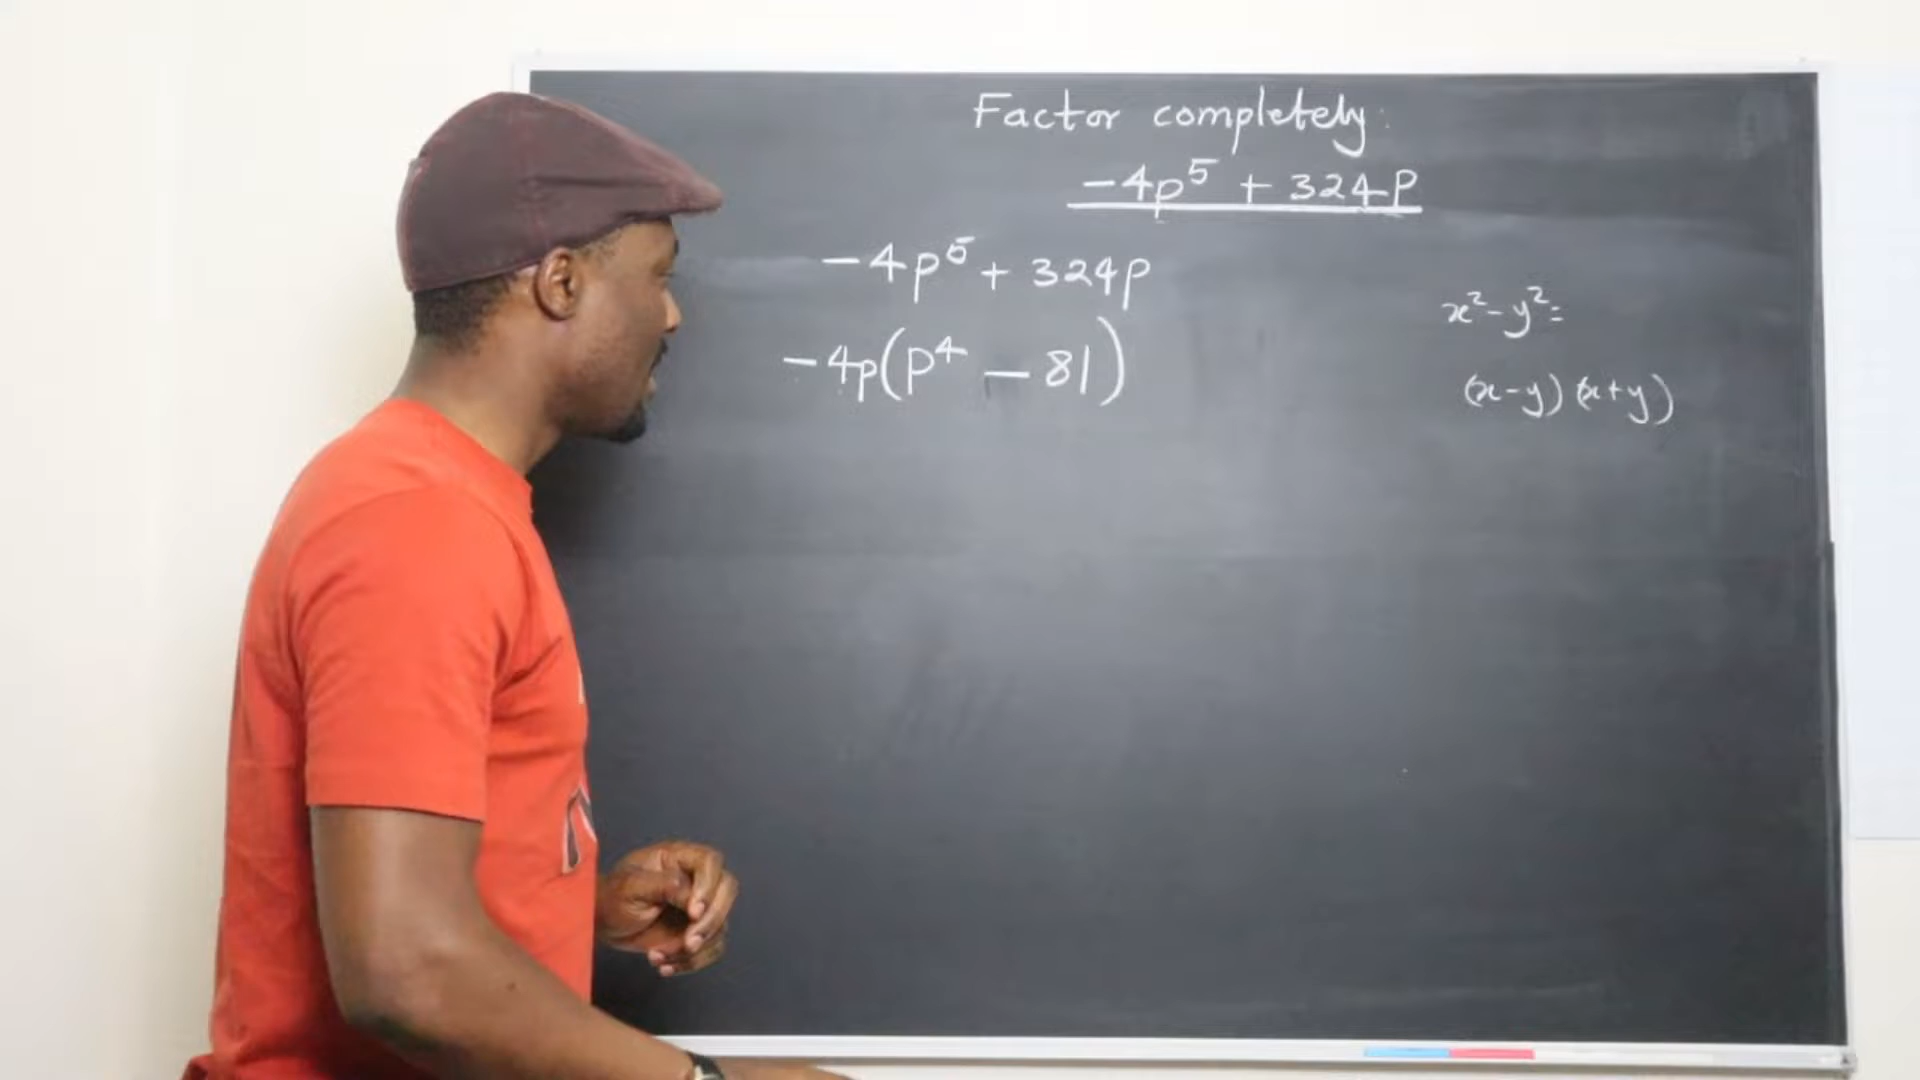 Factor completely:
-4p⁵ + 324p
-4p⁵ + 324p
-4p(p⁴ - 81)
x² - y² =
(x-y)(x+y)